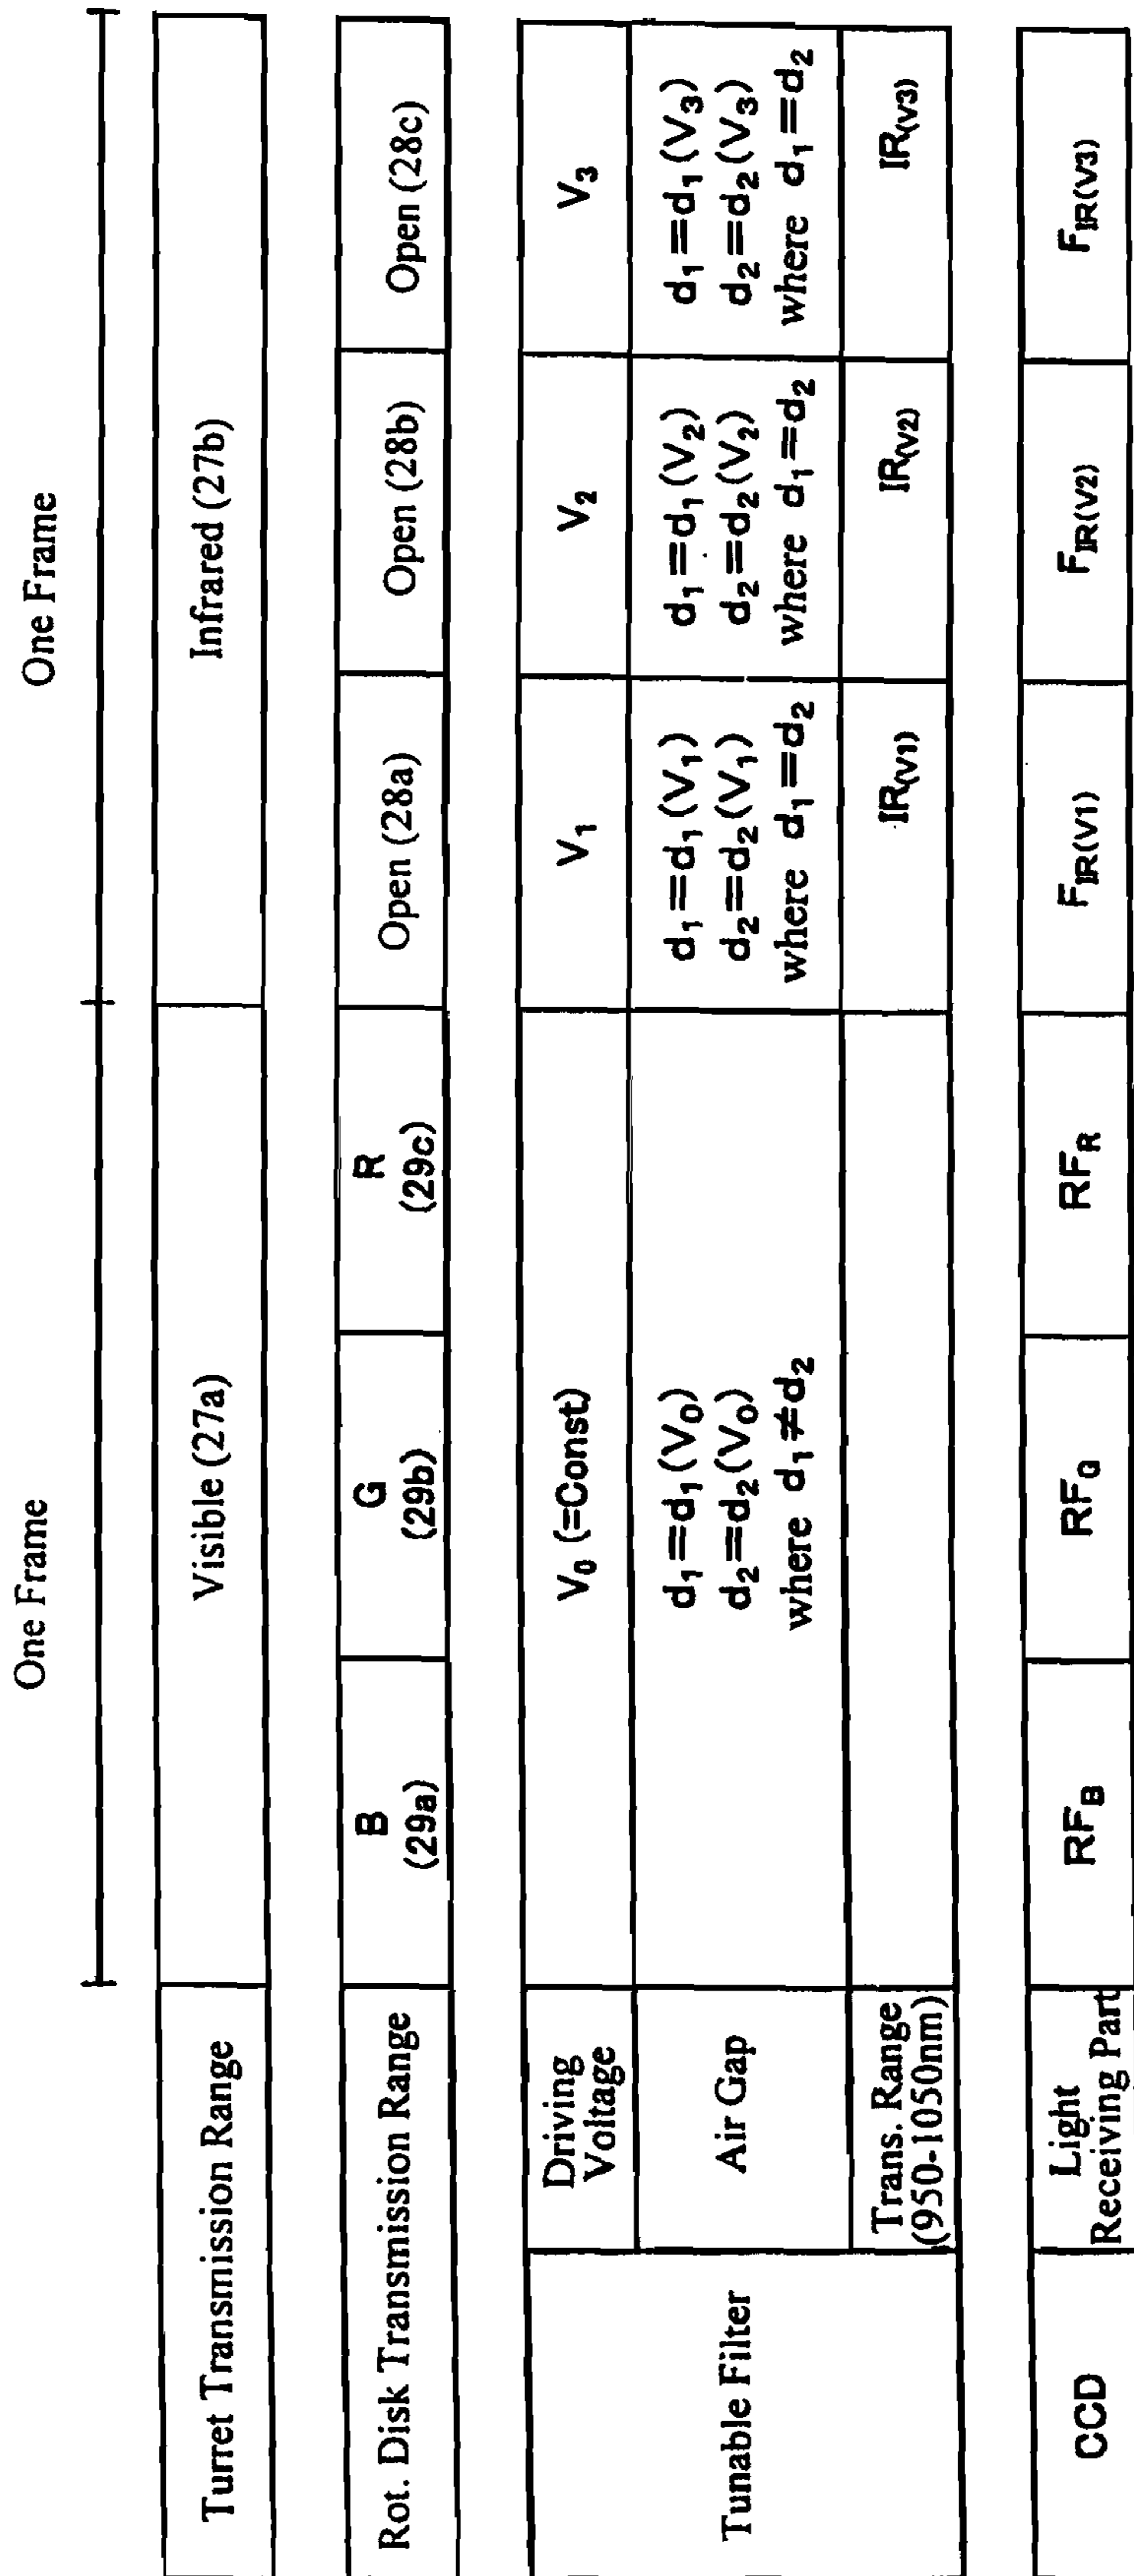 One Frame
One Frame
Turret Transmission Range
Visible (27a)
Infrared (27b)
Rot. Disk Transmission Range
B
(29a)
G
(29b)
R
(29c)
Open (28a)
Open (28b)
Open (28c)
Tunable Filter
Driving
Voltage
V₀ (=Const)
V₁
V₂
V₃
Air Gap
d₁=d₁(V₀)
d₂=d₂(V₀)
where d₁≠d₂
d₁=d₁(V₁)
d₂=d₂(V₁)
where d₁=d₂
d₁=d₁(V₂)
d₂=d₂(V₂)
where d₁=d₂
d₁=d₁(V₃)
d₂=d₂(V₃)
where d₁=d₂
Trans. Range
(950-1050nm)
IR(V1)
IR(V2)
IR(V3)
CCD
Light
Receiving Part
RF_B
RF_G
RF_R
F_IR(V1)
F_IR(V2)
F_IR(V3)